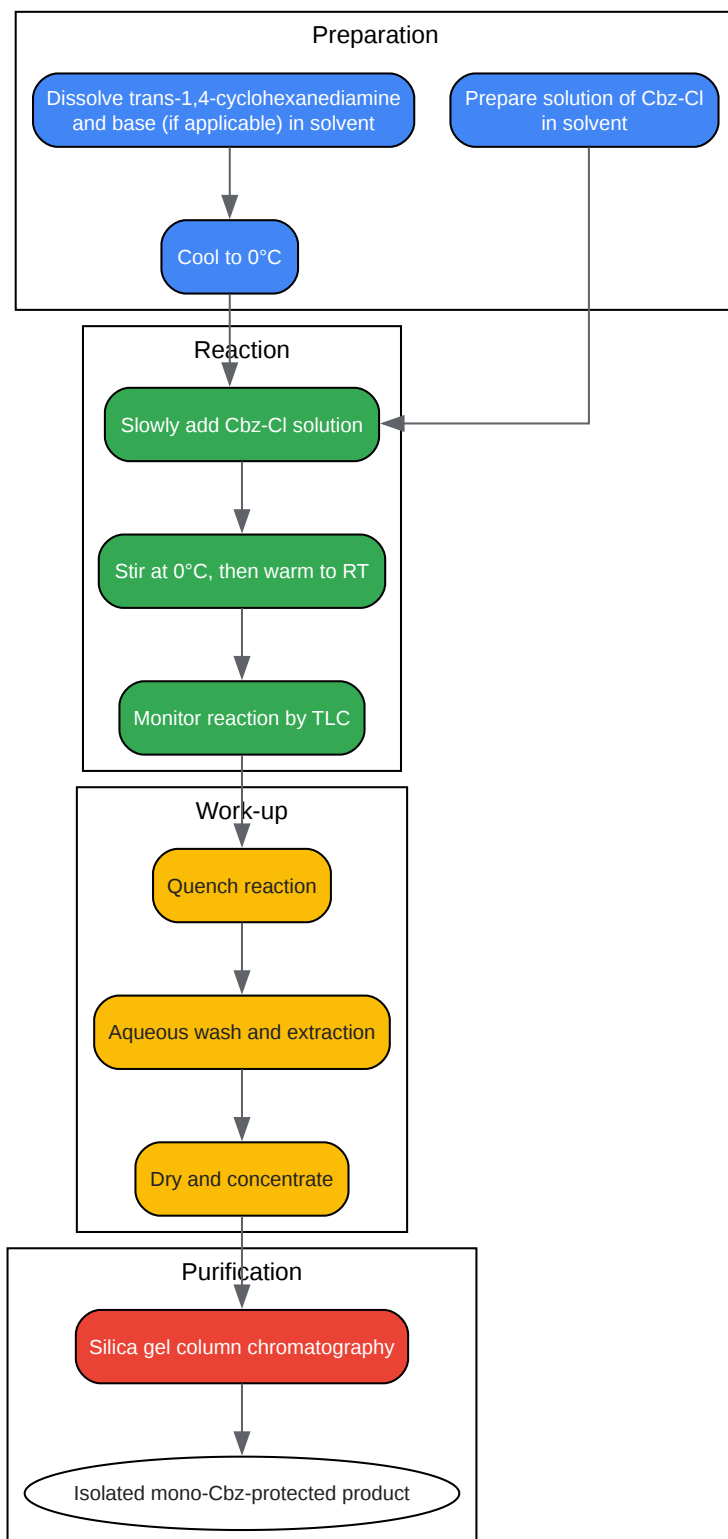 Preparation
Dissolve trans-1,4-cyclohexanediamine
and base (if applicable) in solvent
Prepare solution of Cbz-Cl
in solvent
Cool to 0°C
Reaction
Slowly add Cbz-Cl solution
Stir at 0°C, then warm to RT
Monitor reaction by TLC
Work-up
Quench reaction
Aqueous wash and extraction
Dry and concentrate
Purification
Silica gel column chromatography
Isolated mono-Cbz-protected product